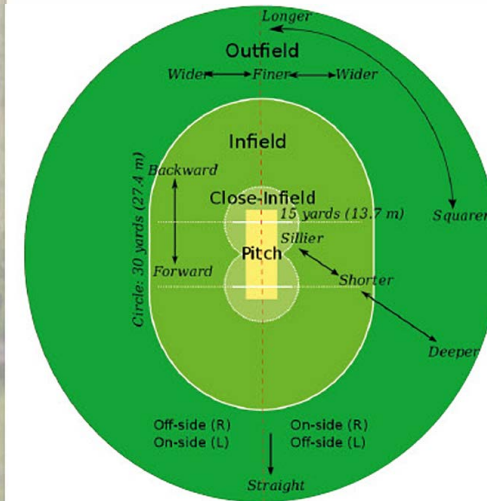 Longer
Outfield
Wider Finer Wider
Infield
Backward
Close-Infield
15 yards (13.7 m)
Squarer
Sillier
Pitch
Forward
Shorter
Circle: 30 yards (27.4 m)
Deeper
Off-side (R) On-side (R)
On-side (L) Off-side (L)
Straight